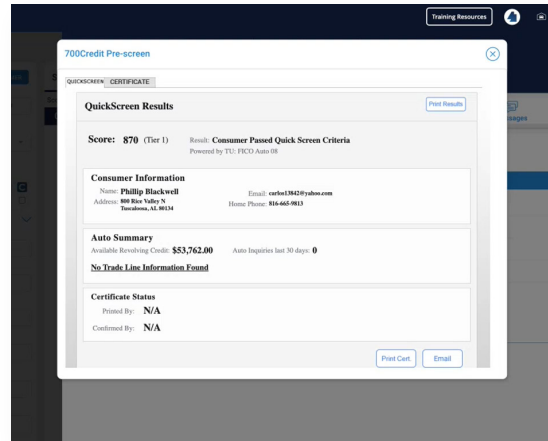 Training Resources
700Credit Pre-screen
QUICKSCREEN CERTIFICATE
QuickScreen Results
Print Results
Score: 870 (Tier 1) Result: Consumer Passed Quick Screen Criteria
Powered by TU: FICO Auto 08
Consumer Information
Name: Phillip Blackwell Email: carlos13842@yahoo.com
Address: 800 Rice Valley N Home Phone: 816-665-9813
Tuscaloosa, AL 80134
Auto Summary
Available Revolving Credit: $53,762.00 Auto Inquiries last 30 days: 0
No Trade Line Information Found
Certificate Status
Printed By: N/A
Confirmed By: N/A
Print Cert Email